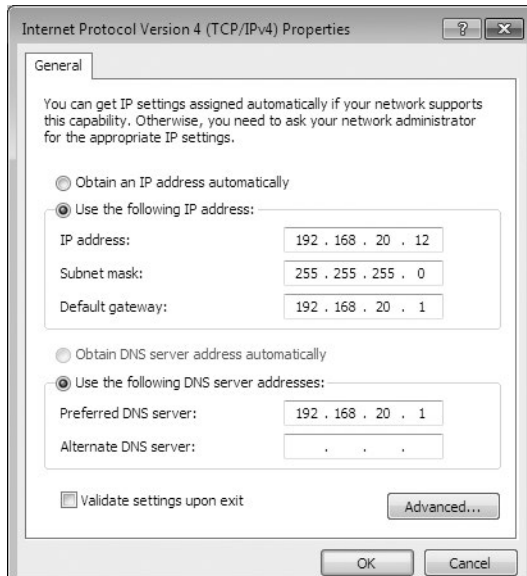 Internet Protocol Version 4 (TCP/IPv4) Properties
?
General
You can get IP settings assigned automatically if your network supports
this capability. Otherwise, you need to ask your network administrator
for the appropriate IP settings.
Obtain an IP address automatically
Use the following IP address:
IP address: 192 . 168 . 20 . 12
Subnet mask: 255 . 255 . 255 . 0
Default gateway: 192 . 168 . 20 . 1
Obtain DNS server address automatically
Use the following DNS server addresses:
Preferred DNS server: 192 . 168 . 20 . 1
Alternate DNS server: . . .
Validate settings upon exit
Advanced...
OK Cancel